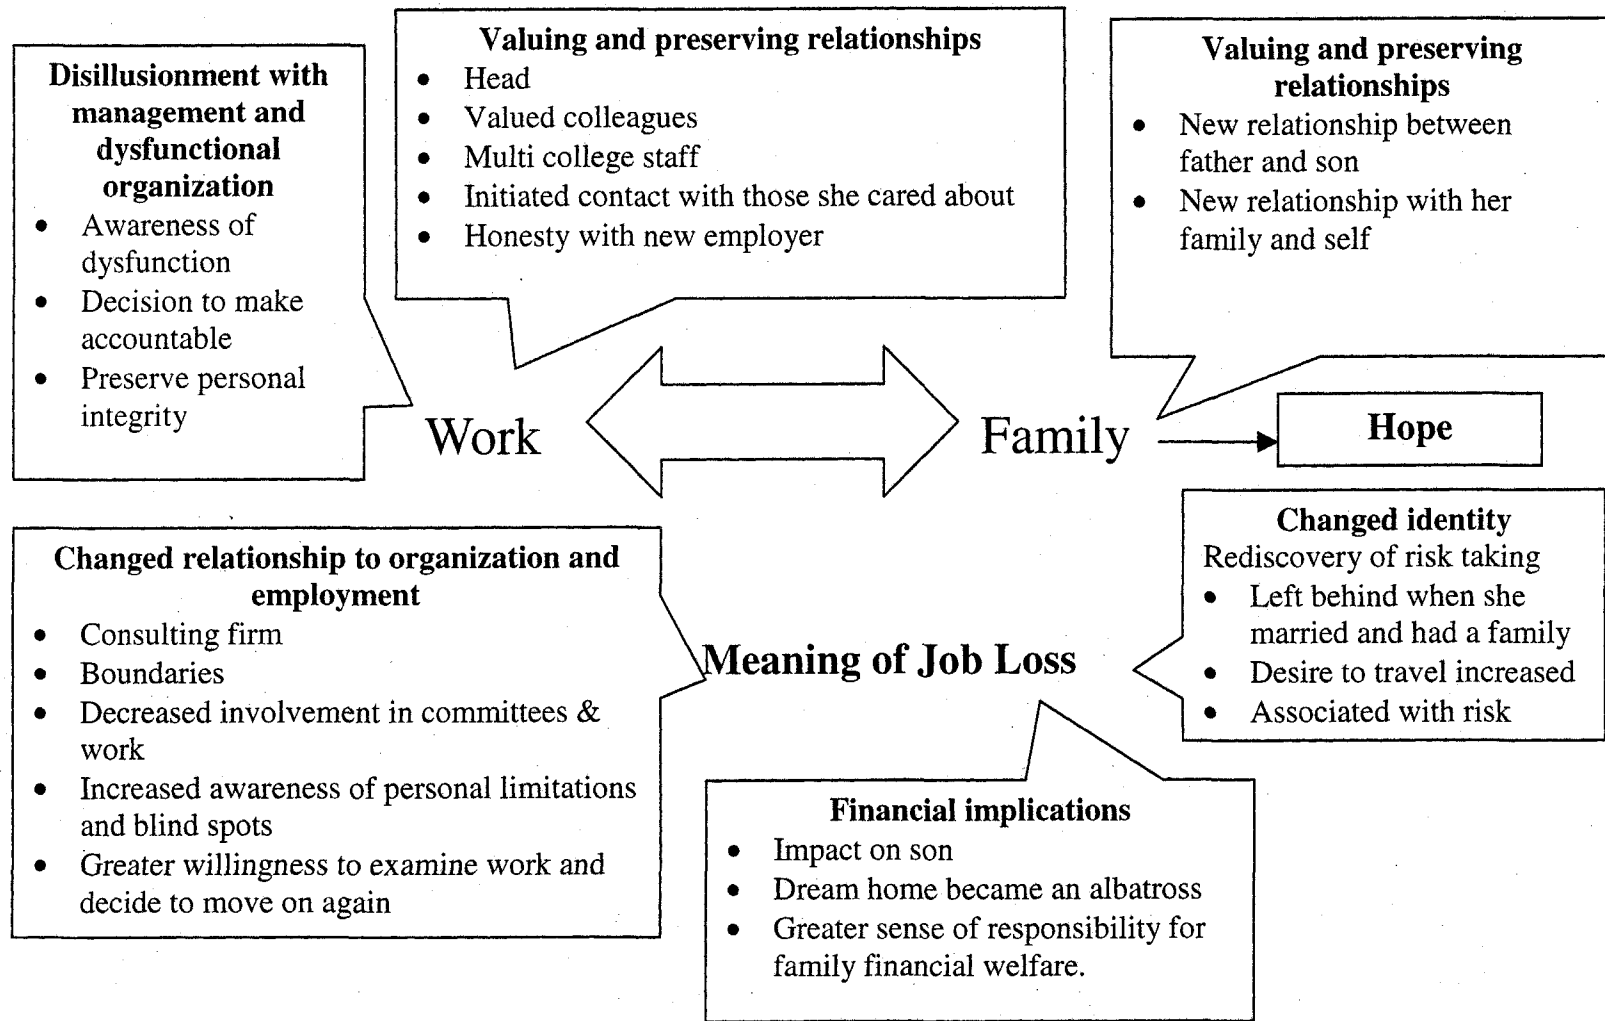 Disillusionment with
management and
dysfunctional
organization
• Awareness of
dysfunction
• Decision to make
accountable
• Preserve personal
integrity
Valuing and preserving relationships
• Head
• Valued colleagues
• Multi college staff
• Initiated contact with those she cared about
• Honesty with new employer
Valuing and preserving
relationships
• New relationship between
father and son
• New relationship with her
family and self
Work
Family
Hope
Changed relationship to organization and
employment
• Consulting firm
• Boundaries
• Decreased involvement in committees &
work
• Increased awareness of personal limitations
and blind spots
• Greater willingness to examine work and
decide to move on again
Meaning of Job Loss
Changed identity
Rediscovery of risk taking
• Left behind when she
married and had a family
• Desire to travel increased
• Associated with risk
Financial implications
• Impact on son
• Dream home became an albatross
• Greater sense of responsibility for
family financial welfare.